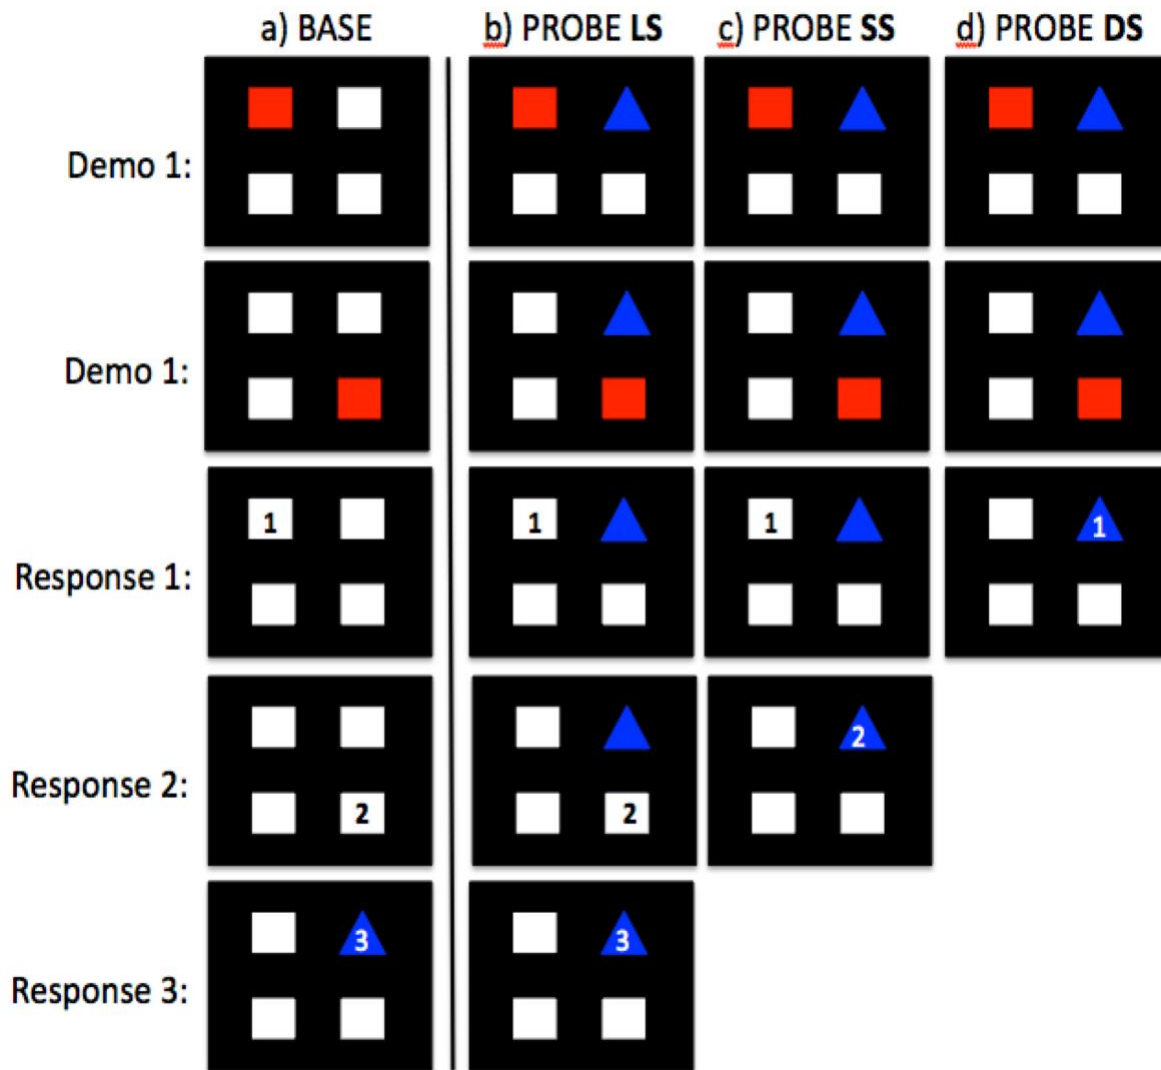 a) BASE b) PROBE LS c) PROBE SS d) PROBE DS
Demo 1:
Demo 1:
Response 1: 1 1 1 1
Response 2: 2 2 2
Response 3: 3 3